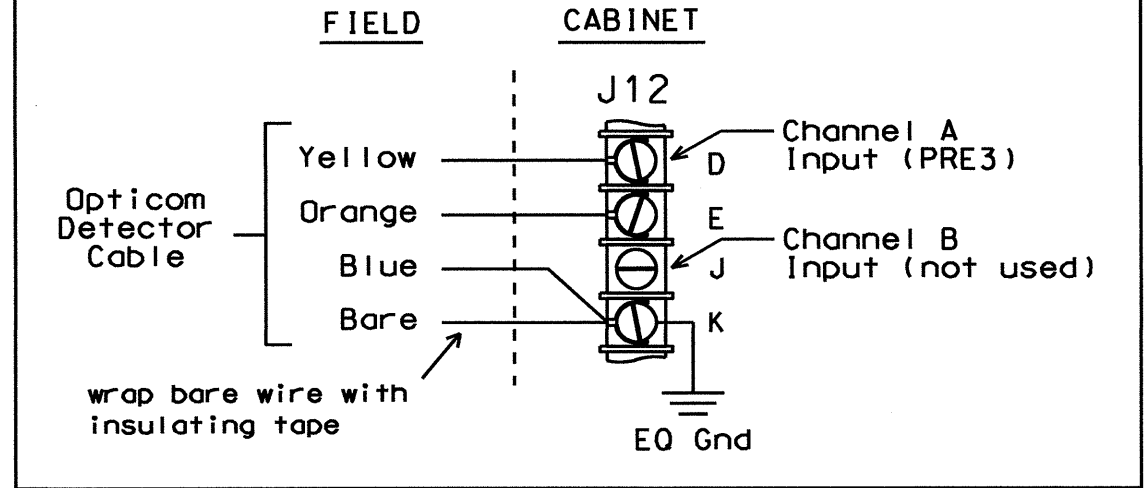 FIELD
CABINET
J12
Opticom
Detector
Cable
Yellow
Orange
Blue
Bare
D
E
J
K
Channel A
Input (PRE3)
Channel B
Input (not used)
wrap bare wire with
insulating tape
EQ Gnd